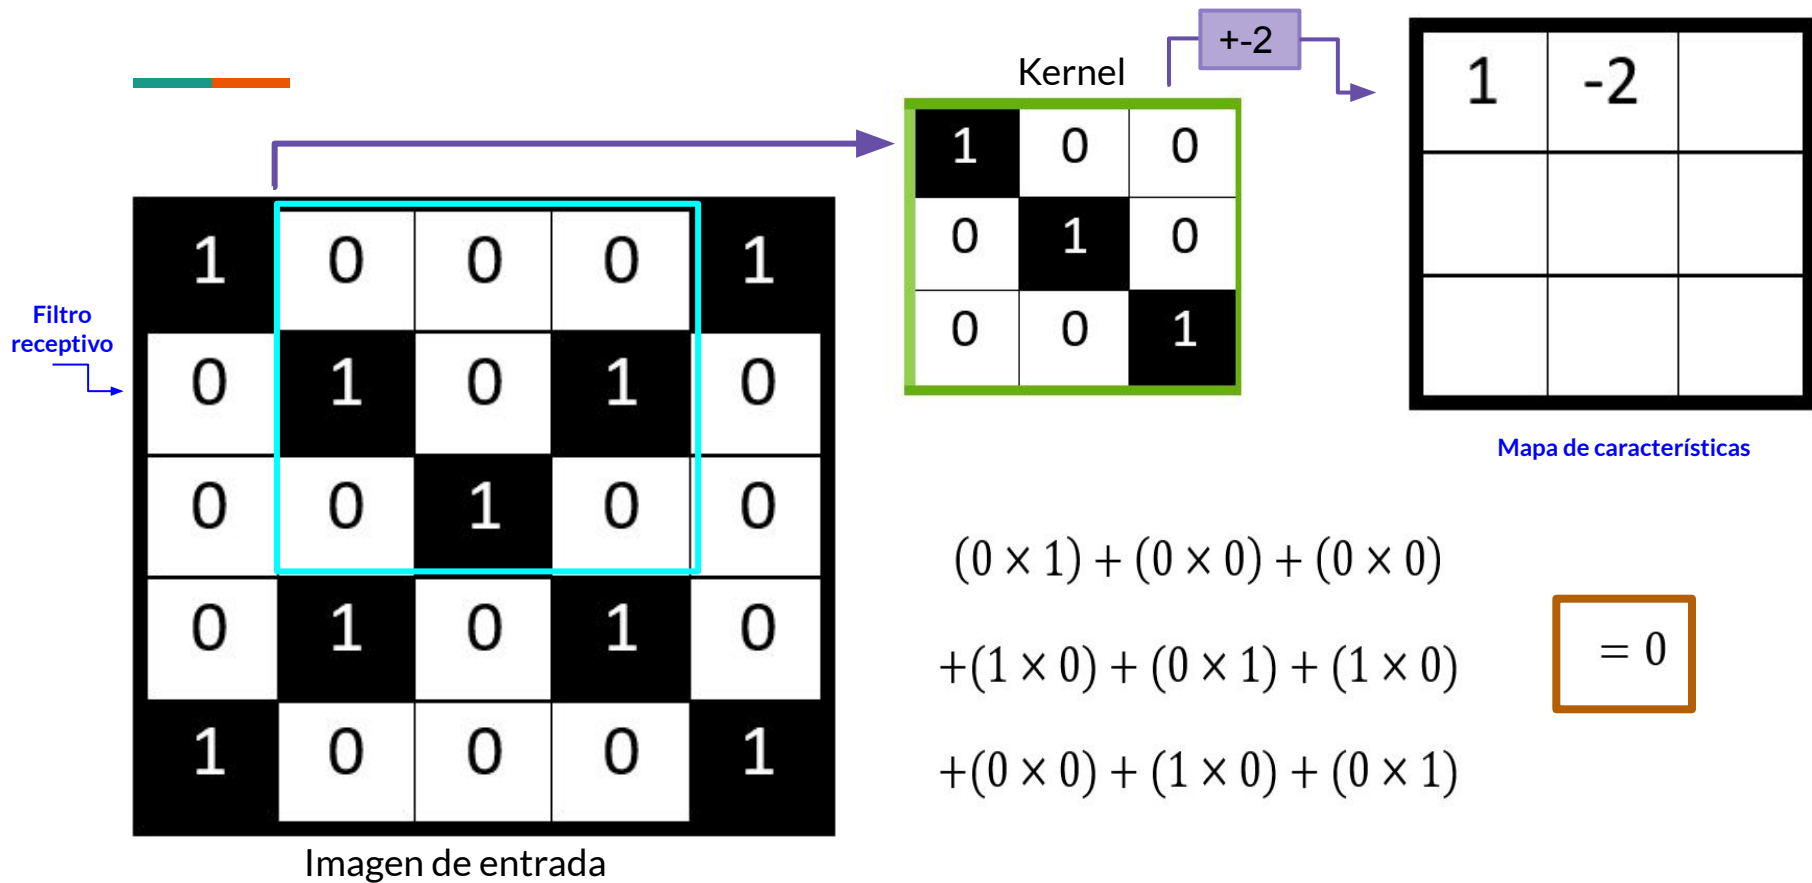 +-2
Kernel
1 -2
1 0 0
0 1 0
0 0 1
1 0 0 0 1
0 1 0 1 0
0 0 1 0 0
0 1 0 1 0
1 0 0 0 1
Filtro
receptivo
Imagen de entrada
Mapa de características
(0 × 1) + (0 × 0) + (0 × 0)
+(1 × 0) + (0 × 1) + (1 × 0)
+(0 × 0) + (1 × 0) + (0 × 1)
= 0